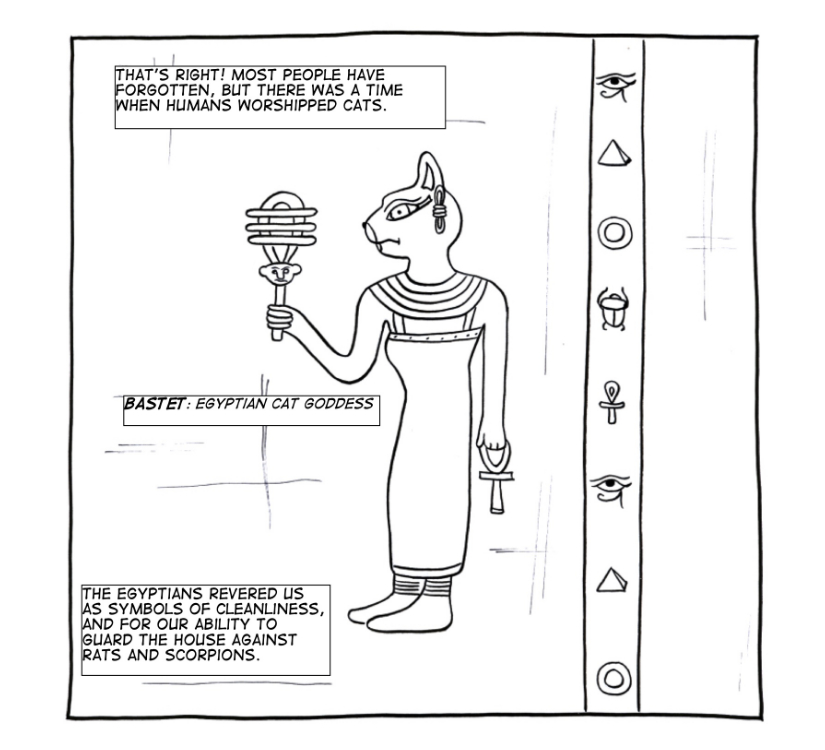 THAT'S RIGHT! MOST PEOPLE HAVE
FORGOTTEN, BUT THERE WAS A TIME
WHEN HUMANS WORSHIPPED CATS.
BASTET: EGYPTIAN CAT GODDESS
THE EGYPTIANS REVERED US
AS SYMBOLS OF CLEANLINESS,
AND FOR OUR ABILITY TO
GUARD THE HOUSE AGAINST
RATS AND SCORPIONS.